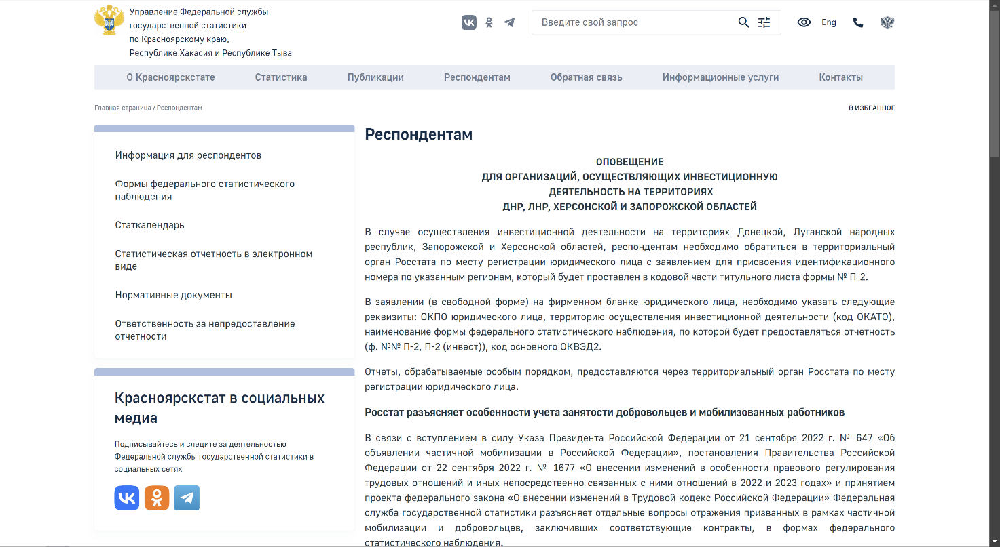 Управление Федеральной службы
государственной статистики
по Красноярскому краю,
Республике Хакасия и Республике Тыва
Введите свой запрос
Eng
О Красноярскстате
Статистика
Публикации
Респондентам
Обратная связь
Информационные услуги
Контакты
Главная страница / Респондентам
В ИЗБРАННОЕ
Информация для респондентов
Формы федерального статистического
наблюдения
Статкалендарь
Статистическая отчетность в электронном
виде
Нормативные документы
Ответственность за непредоставление
отчетности
Красноярскстат в социальных
медиа
Подписывайтесь и следите за деятельностью
Федеральной службы государственной статистики в
социальных сетях
Респондентам
ОПОВЕЩЕНИЕ
ДЛЯ ОРГАНИЗАЦИЙ, ОСУЩЕСТВЛЯЮЩИХ ИНВЕСТИЦИОННУЮ
ДЕЯТЕЛЬНОСТЬ НА ТЕРРИТОРИЯХ
ДНР, ЛНР, ХЕРСОНСКОЙ И ЗАПОРОЖСКОЙ ОБЛАСТЕЙ
В случае осуществления инвестиционной деятельности на территориях Донецкой, Луганской народных
республик, Запорожской и Херсонской областей, респондентам необходимо обратиться в территориальный
орган Росстата по месту регистрации юридического лица с заявлением для присвоения идентификационного
номера по указанным регионам, который будет проставлен в кодовой части титульного листа формы № П-2.
В заявлении (в свободной форме) на фирменном бланке юридического лица, необходимо указать следующие
реквизиты: ОКПО юридического лица, территорию осуществления инвестиционной деятельности (код ОКАТО),
наименование формы федерального статистического наблюдения, по которой будет предоставляться отчетность
(ф. №№ П-2, П-2 (инвест)), код основного ОКВЭД2.
Отчеты, обрабатываемые особым порядком, предоставляются через территориальный орган Росстата по месту
регистрации юридического лица.
Росстат разъясняет особенности учета занятости добровольцев и мобилизованных работников
В связи с вступлением в силу Указа Президента Российской Федерации от 21 сентября 2022 г. № 647 «Об
объявлении частичной мобилизации в Российской Федерации», постановления Правительства Российской
Федерации от 22 сентября 2022 г. № 1677 «О внесении изменений в особенности правового регулирования
трудовых отношений и иных непосредственно связанных с ними отношений в 2022 и 2023 годах» и принятием
проекта федерального закона «О внесении изменений в Трудовой кодекс Российской Федерации» Федеральная
служба государственной статистики разъясняет отдельные вопросы отражения призванных в рамках частичной
мобилизации и добровольцев, заключивших соответствующие контракты, в формах федерального
статистического наблюдения.